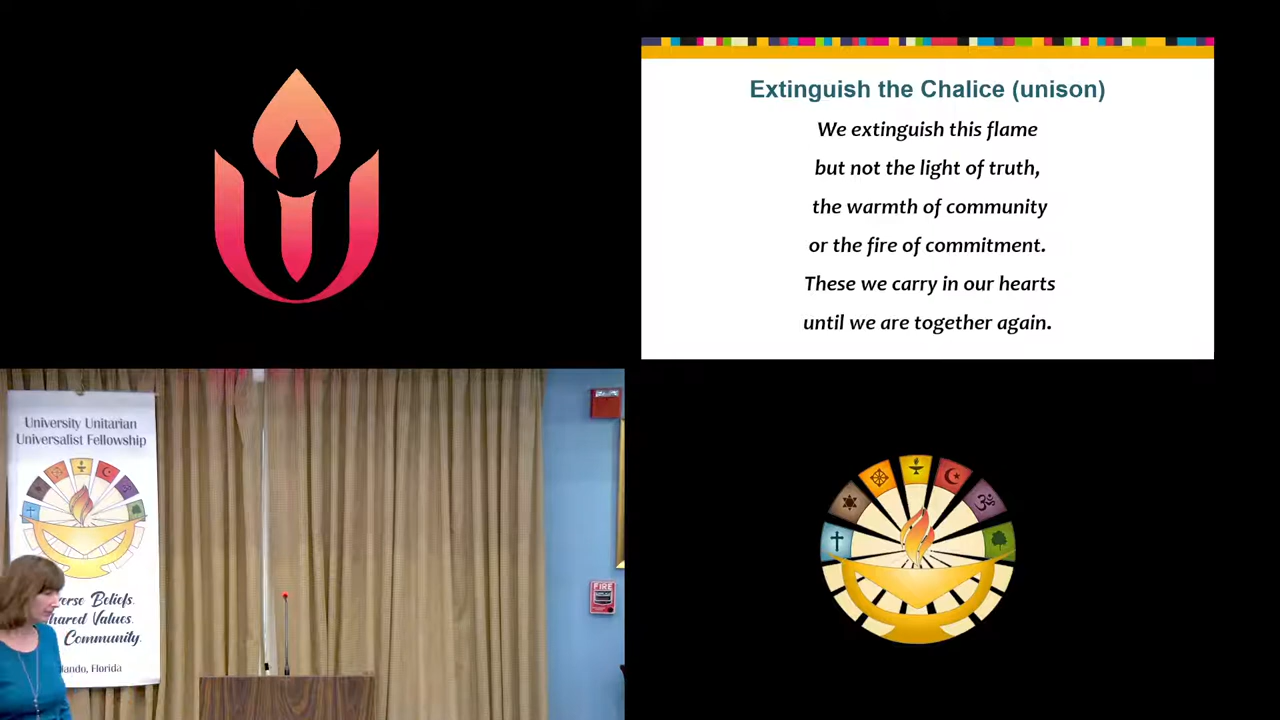 Extinguish the Chalice (unison)
We extinguish this flame
but not the light of truth,
the warmth of community
or the fire of commitment.
These we carry in our hearts
until we are together again.
University Unitarian
Universalist Fellowship
Beliefs.
Values.
Community.
Florida
FIRE